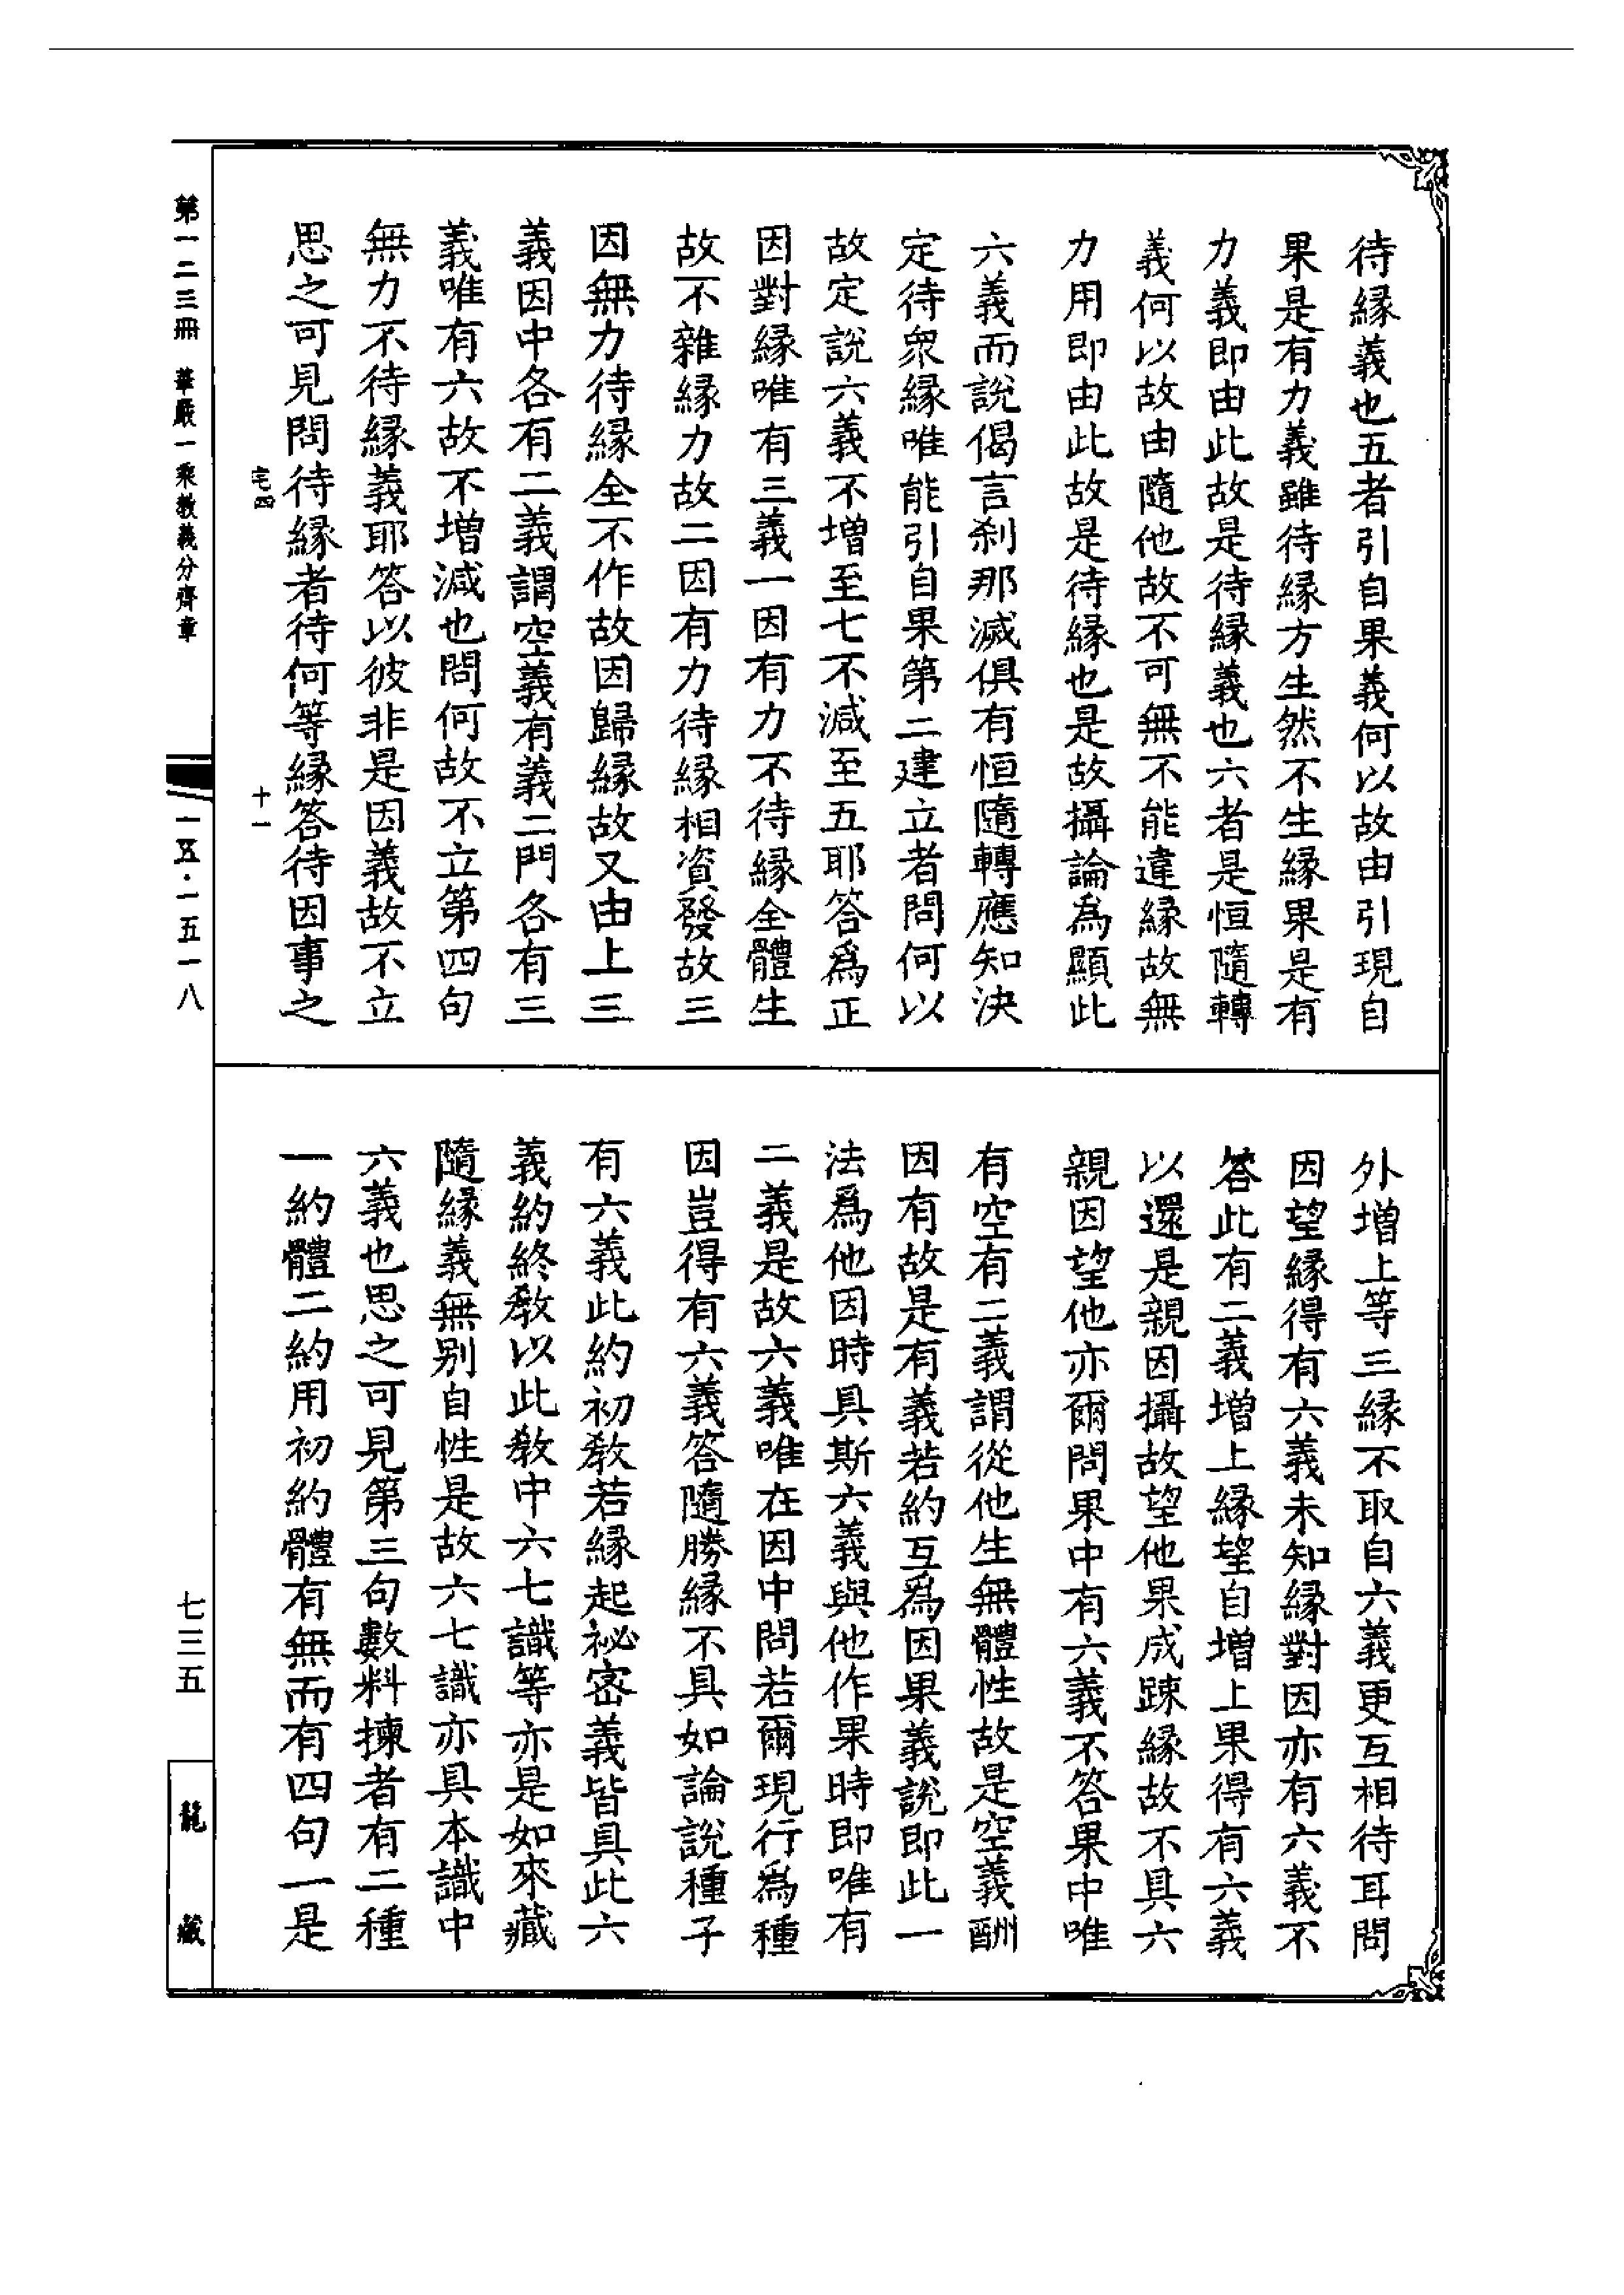 待縁義也五者引自果義何以故由引現自
果是有力義雖待縁方生然不生縁果是有
力義即由此故是待縁義也六者是恒隨轉
義何以故由隨他故不可無不能違縁故無
力用即由此故是待縁也是故攝論為顯此
六義而說偈言剎那滅俱有恒隨轉應知決
定待衆縁唯能引自果第二建立者問何以
故定說六義不增至七不減至五耶答爲正
因對縁唯有三義一因有力不待縁全體生
故不雜縁力故二因有力待縁相資發故三
因無力待縁全不作故因歸縁故又由上三
義因中各有二義謂空義有義二門各有三
義唯有六故不增減也問何故不立第四句
無力不待縁義耶答以彼非是因義故不立
思之可見問待縁者待何等縁答待因事之
宅四 十一
外增上等三縁不取自六義更互相待耳問
因望縁得有六義未知縁對因亦有六義不
答此有二義增上縁望自增上果得有六義
以還是親因攝故望他果成踈縁故不具六
親因望他亦爾問果中有六義不答果中唯
有空有二義謂從他生無體性故是空義酬
因有故是有義若約互爲因果義說即此一
法爲他因時具斯六義與他作果時即唯有
二義是故六義唯在因中問若爾現行爲種
因豈得有六義答隨勝縁不具如論說種子
有六義此約初教若縁起祕密義皆具此六
義約終教以此教中六七識等亦是如來藏
隨縁義無別自性是故六七識亦具本識中
六義也思之可見第三句數料揀者有二種
一約體二約用初約體有無而有四句一是
第一二三冊 華嚴一乘教義分齊章
一五·一五一八
七三五
龍藏